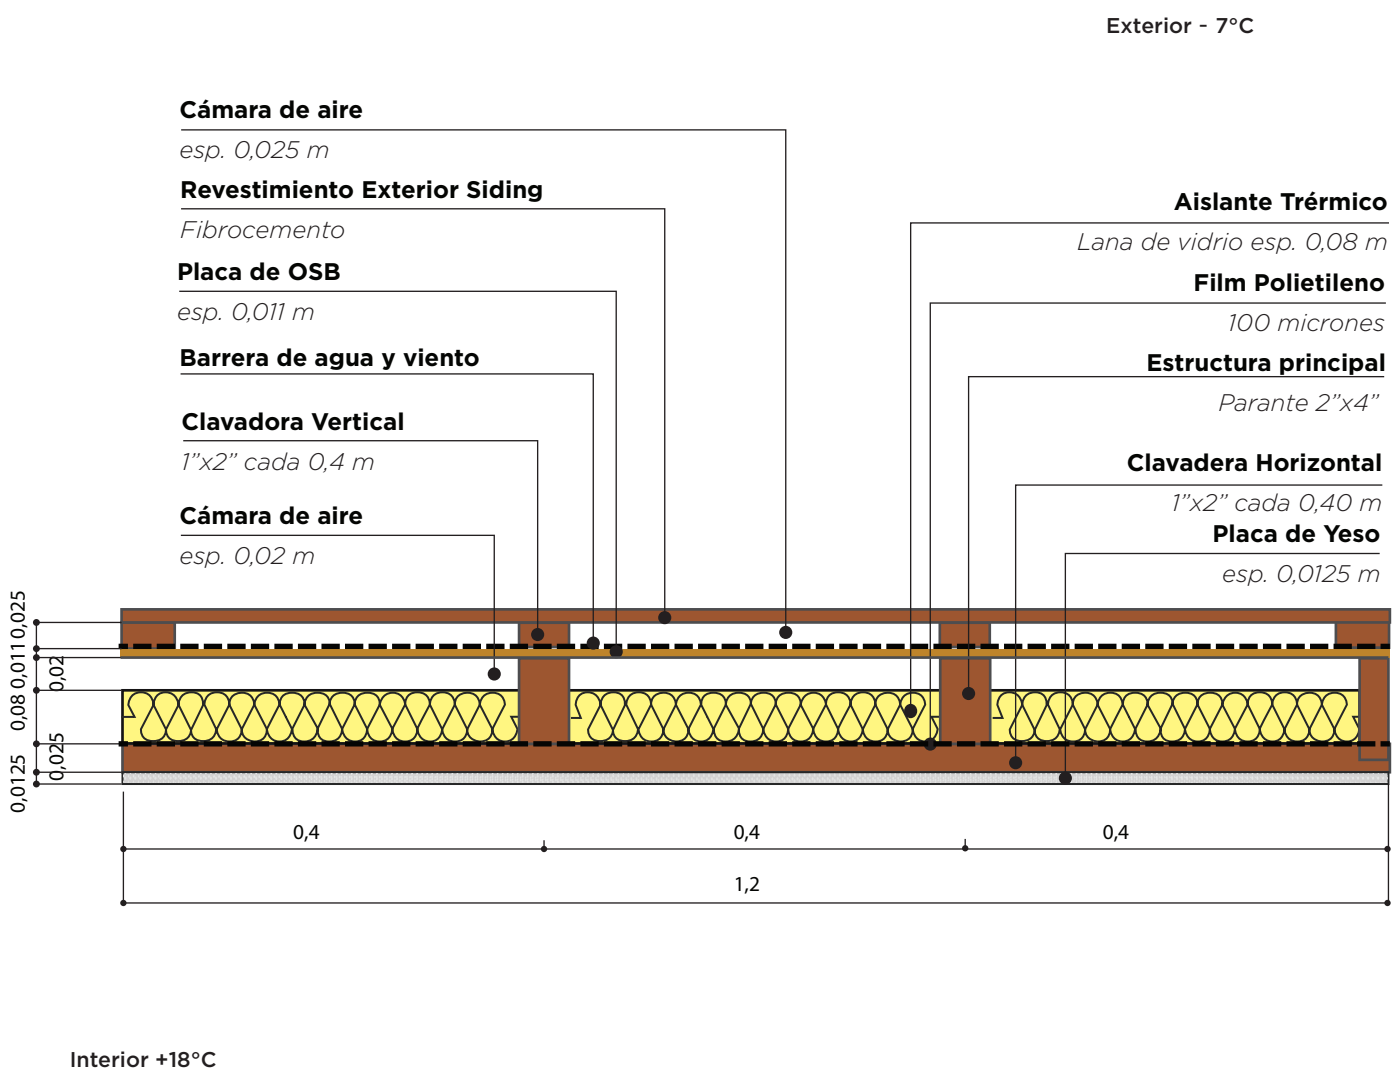 Exterior - 7°C
Cámara de aire
esp. 0,025 m
Revestimiento Exterior Siding
Fibrocemento
Placa de OSB
esp. 0,011 m
Barrera de agua y viento
Clavadora Vertical
1”x2” cada 0,4 m
Cámara de aire
esp. 0,02 m
Aislante Trérmico
Lana de vidrio esp. 0,08 m
Film Polietileno
100 micrones
Estructura principal
Parante 2”x4”
Clavadera Horizontal
1”x2” cada 0,40 m
Placa de Yeso
esp. 0,0125 m
0,025
0,011
0,02
0,08
0,025
0,0125
0,4
0,4
0,4
1,2
Interior +18°C